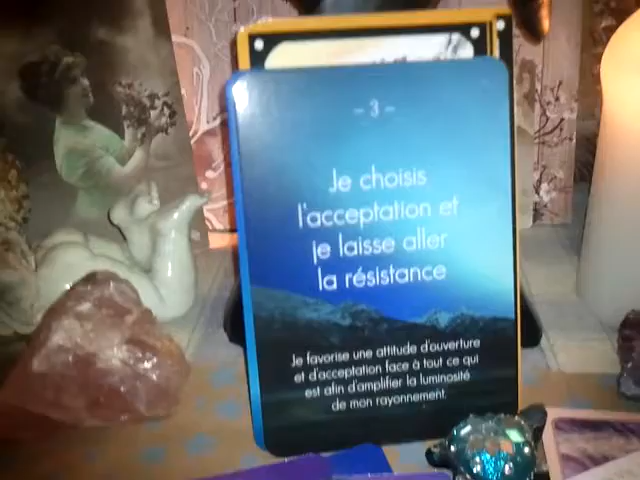 - 3 -
Je choisis
l'acceptation et
je laisse aller
la résistance
Je favorise une attitude d'ouverture
et d'acceptation face à tout ce qui
est afin d'amplifier la luminosité
de mon rayonnement.